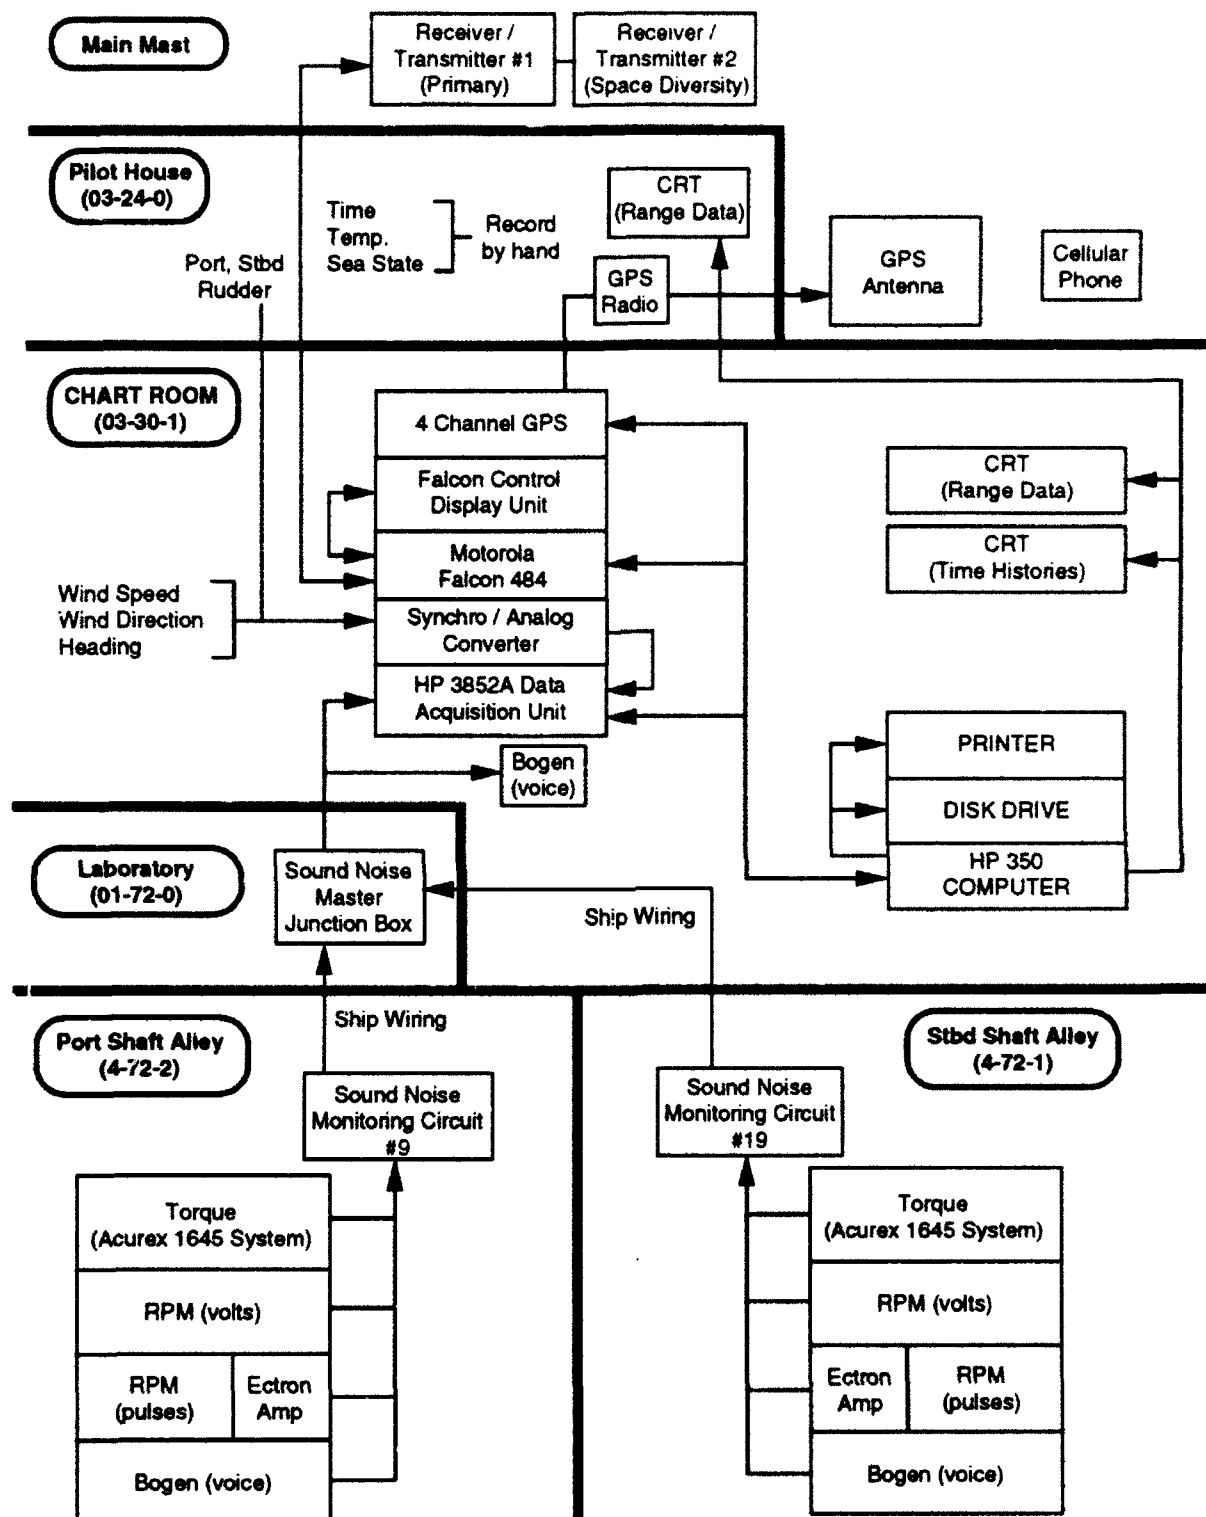 Main Mast
Receiver /
Transmitter #1
(Primary)
Receiver /
Transmitter #2
(Space Diversity)
Pilot House
(03-24-0)
Time
Temp.
Sea State
Record
by hand
CRT
(Range Data)
Port, Stbd
Rudder
GPS
Radio
GPS
Antenna
Cellular
Phone
CHART ROOM
(03-30-1)
4 Channel GPS
Falcon Control
Display Unit
Motorola
Falcon 484
Synchro / Analog
Converter
HP 3852A Data
Acquisition Unit
Wind Speed
Wind Direction
Heading
Bogen
(voice)
CRT
(Range Data)
CRT
(Time Histories)
PRINTER
DISK DRIVE
HP 350
COMPUTER
Laboratory
(01-72-0)
Sound Noise
Master
Junction Box
Ship Wiring
Port Shaft Alley
(4-72-2)
Ship Wiring
Sound Noise
Monitoring Circuit
#9
Torque
(Acurex 1645 System)
RPM (volts)
RPM
(pulses)
Ectron
Amp
Bogen (voice)
Stbd Shaft Alley
(4-72-1)
Sound Noise
Monitoring Circuit
#19
Torque
(Acurex 1645 System)
RPM (volts)
Ectron
Amp
RPM
(pulses)
Bogen (voice)